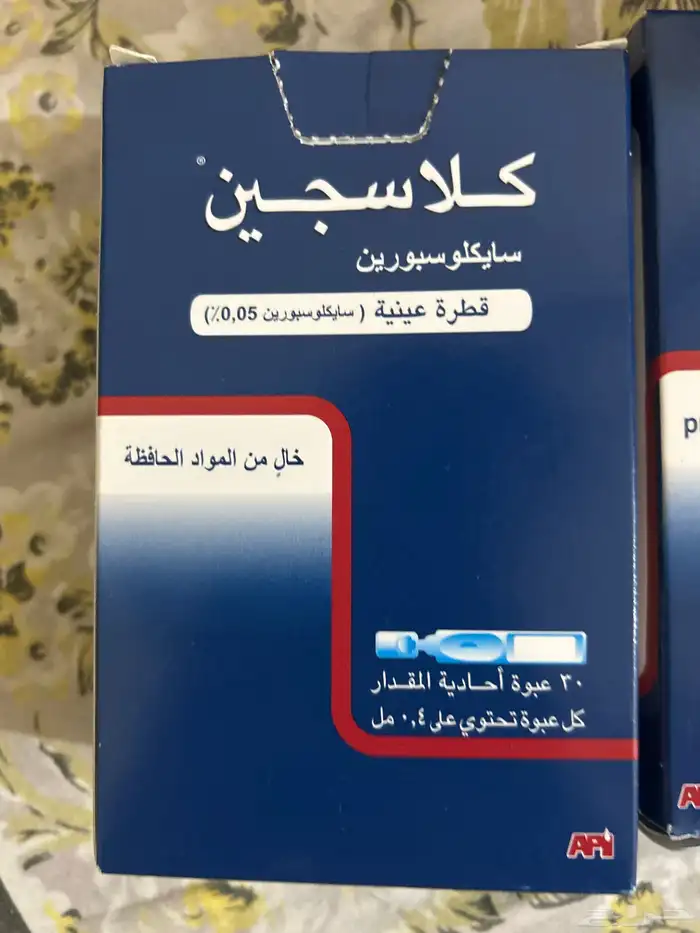 كلاسجين®
سايكلوسبورين
قطرة عينية ( سايكلوسبورين 0,05٪)
خالٍ من المواد الحافظة
٣٠ عبوة أحادية المقدار
كل عبوة تحتوي على ٠,٤ مل
API